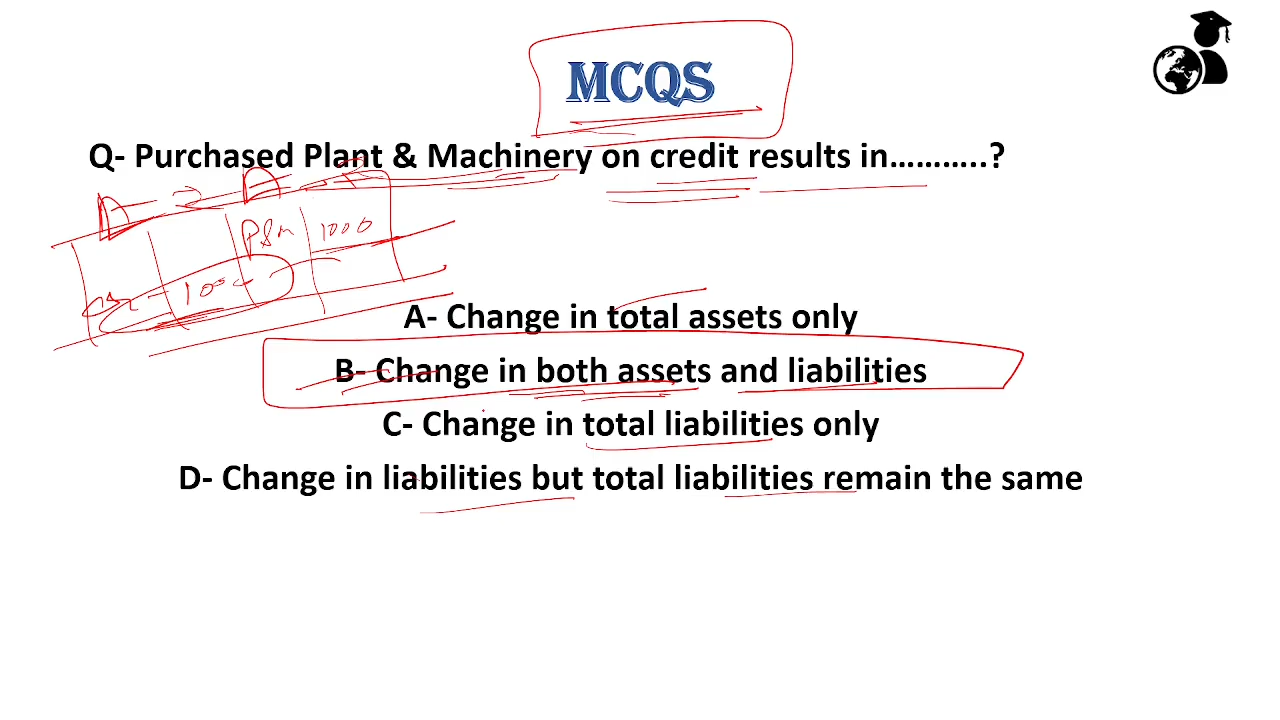 MCQS
Q- Purchased Plant & Machinery on credit results in………..?
P&M 1000
A- Change in total assets only
B- Change in both assets and liabilities
C- Change in total liabilities only
D- Change in liabilities but total liabilities remain the same